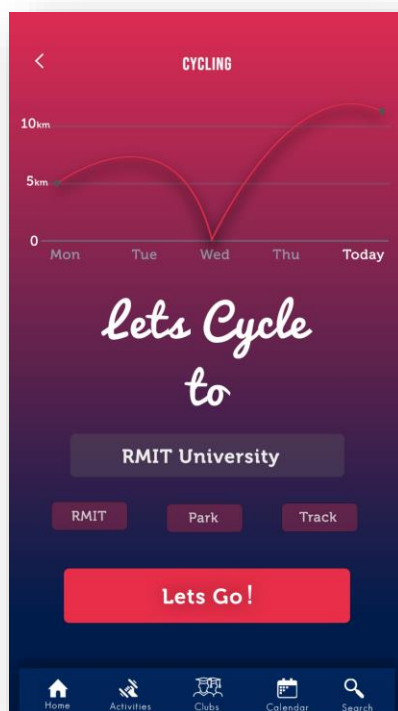 CYCLING
10km
5km
0
Mon Tue Wed Thu Today
Lets Cycle
to
RMIT University
RMIT Park Track
Lets Go!
Home Activities Clubs Calendar Search